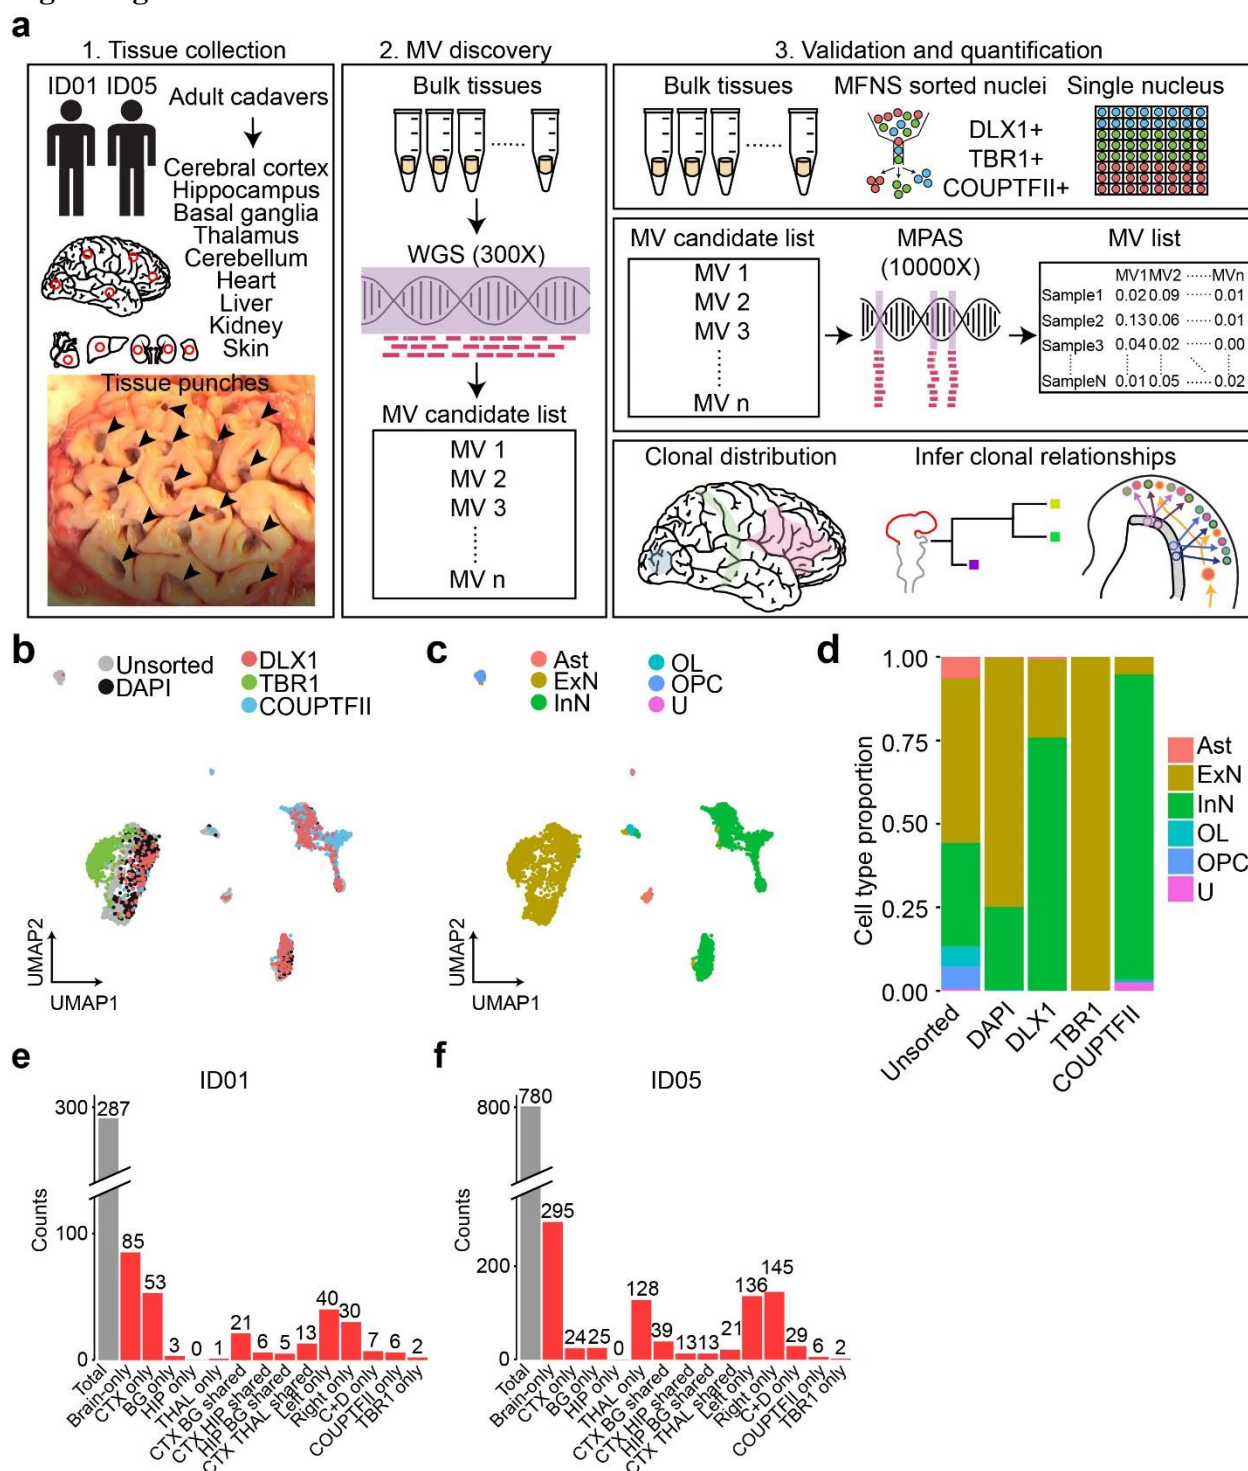 a
1. Tissue collection
ID01 ID05
Adult cadavers
Cerebral cortex
Hippocampus
Basal ganglia
Thalamus
Cerebellum
Heart
Liver
Kidney
Skin
Tissue punches
2. MV discovery
Bulk tissues
WGS (300X)
MV candidate list
MV 1
MV 2
MV 3
MV n
3. Validation and quantification
Bulk tissues
MFNS sorted nuclei
DLX1+
TBR1+
COUPTFII+
Single nucleus
MV candidate list
MV 1
MV 2
MV 3
MV n
MPAS
(10000X)
MV list
MV1 MV2 ······ MVn
Sample1 0.02 0.09 ······ 0.01
Sample2 0.13 0.06 ······ 0.01
Sample3 0.04 0.02 ······ 0.00
SampleN 0.01 0.05 ······ 0.02
Clonal distribution
Infer clonal relationships
b
Unsorted
DAPI
DLX1
TBR1
COUPTFII
UMAP2
UMAP1
c
Ast
ExN
InN
OL
OPC
U
UMAP2
UMAP1
d
Cell type proportion
1.00
0.75
0.50
0.25
0.00
Unsorted
DAPI
DLX1
TBR1
COUPTFII
Ast
ExN
InN
OL
OPC
U
e
ID01
Counts
300
100
0
287
85
53
3
0
1
21
6
5
13
40
30
7
6
2
Total
Brain-only
CTX only
BG only
HIP only
THAL only
CTX BG shared
CTX HIP shared
HIP BG shared
CTX THAL shared
Left only
Right only
C+D only
COUPTFII only
TBR1 only
f
ID05
Counts
800
200
0
780
295
24
25
0
128
39
13
13
21
136
145
29
6
2
Total
Brain-only
CTX only
BG only
HIP only
THAL only
CTX BG shared
CTX HIP shared
HIP BG shared
CTX THAL shared
Left only
Right only
C+D only
COUPTFII only
TBR1 only